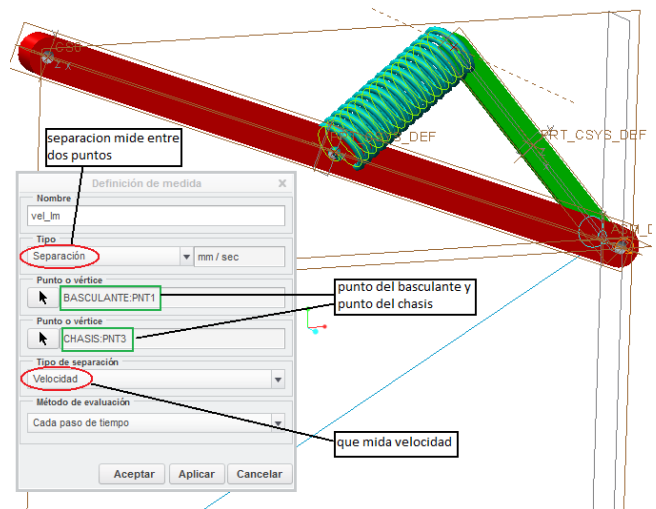 CS0
Z X
CSYS_DEF
PRT_CSYS_DEF
separacion mide entre
dos puntos
Definición de medida
Nombre
vel_lm
Tipo
Separación
mm / sec
Punto o vértice
BASCULANTE:PNT1
punto del basculante y
punto del chasis
Punto o vértice
CHASIS:PNT3
Tipo de separación
Velocidad
Método de evaluación
Cada paso de tiempo
que mida velocidad
Aceptar
Aplicar
Cancelar